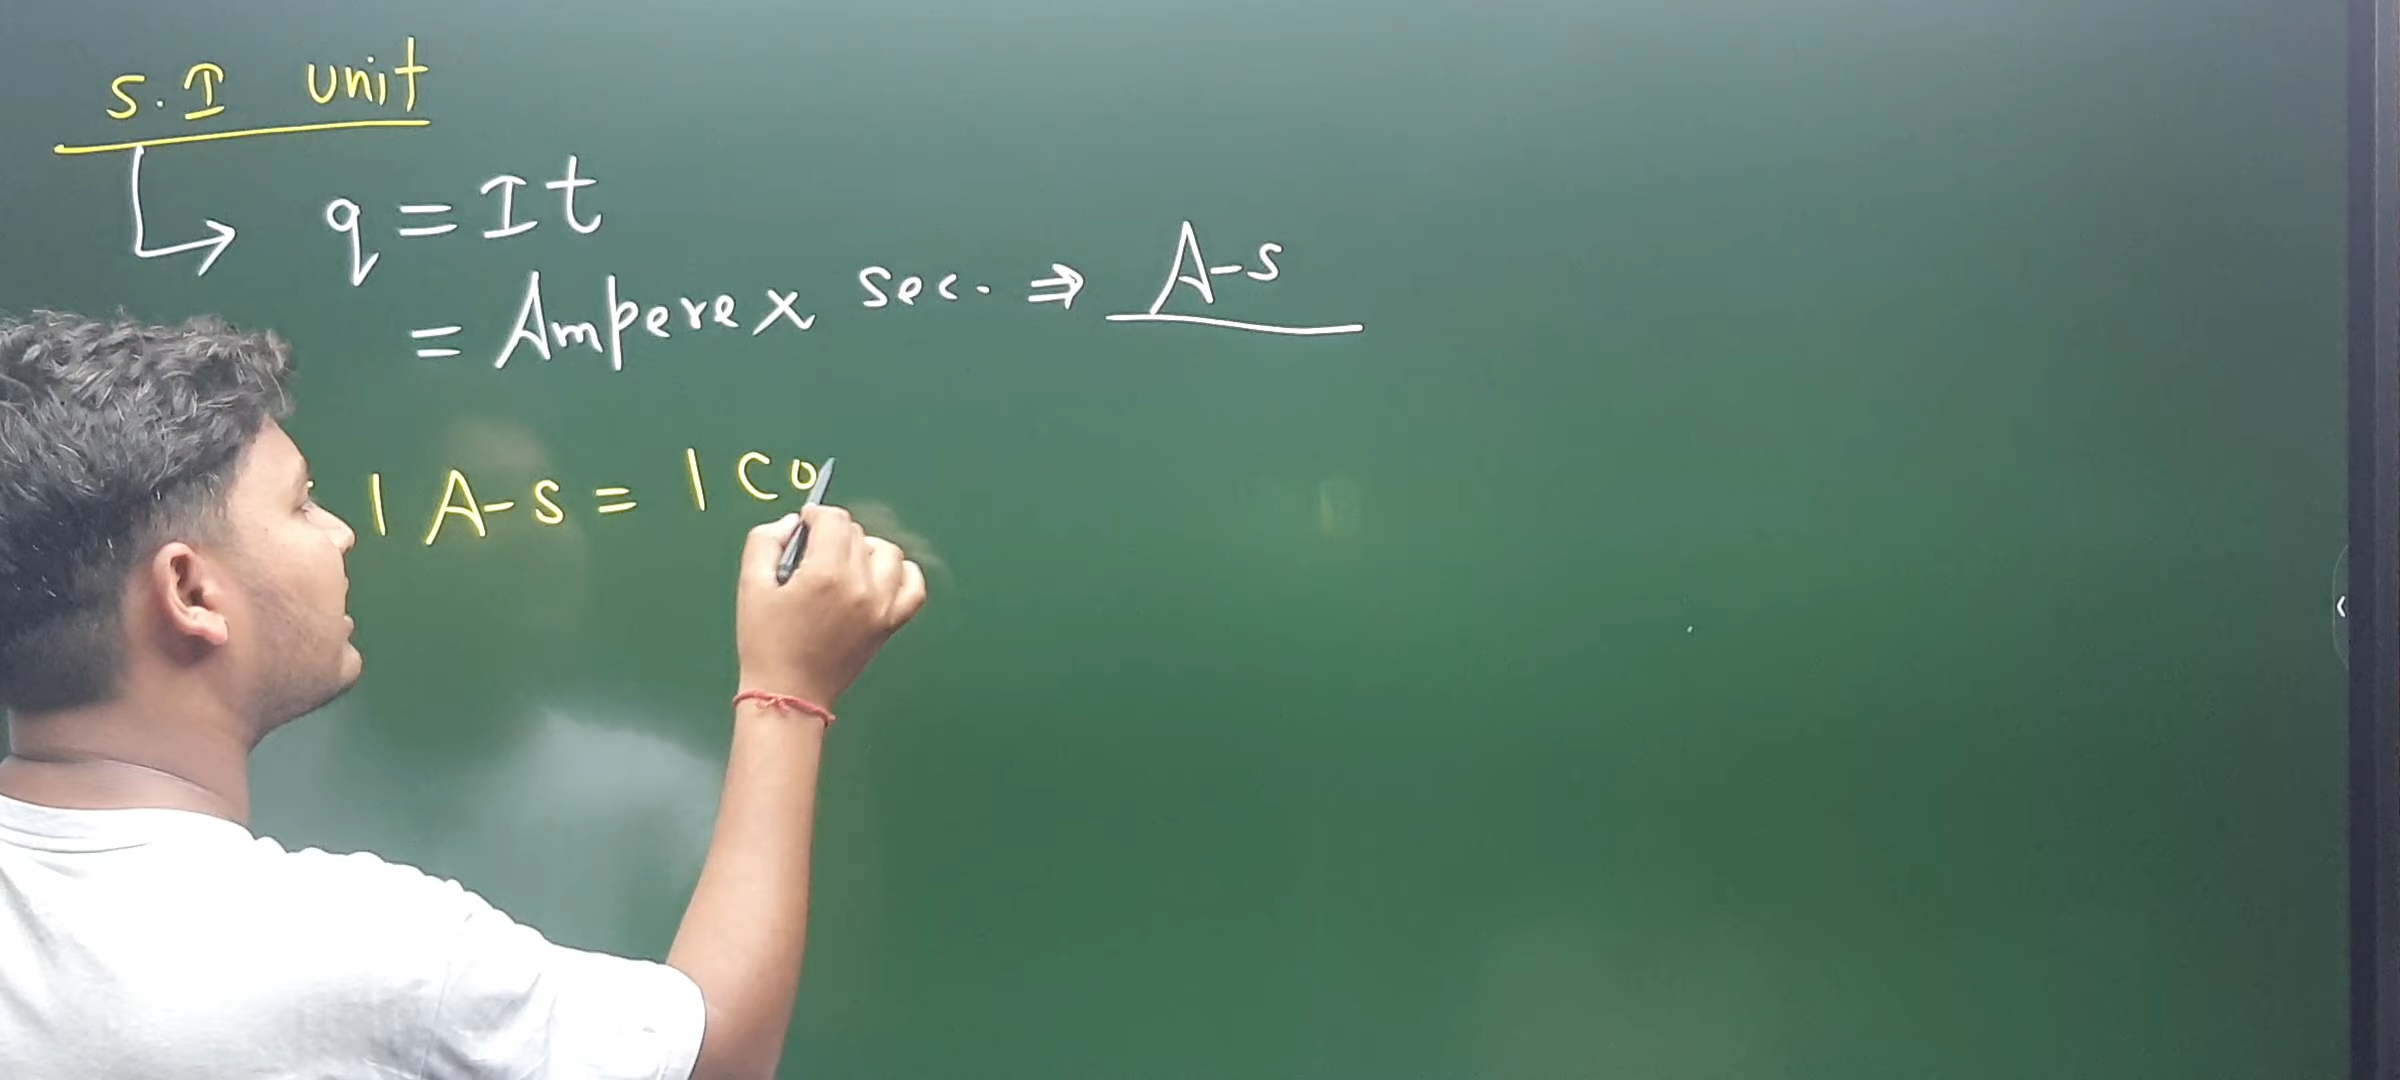 S.I unit
q = It
= Ampere x sec. ⇒ A-s
1 A-s = 1 Co